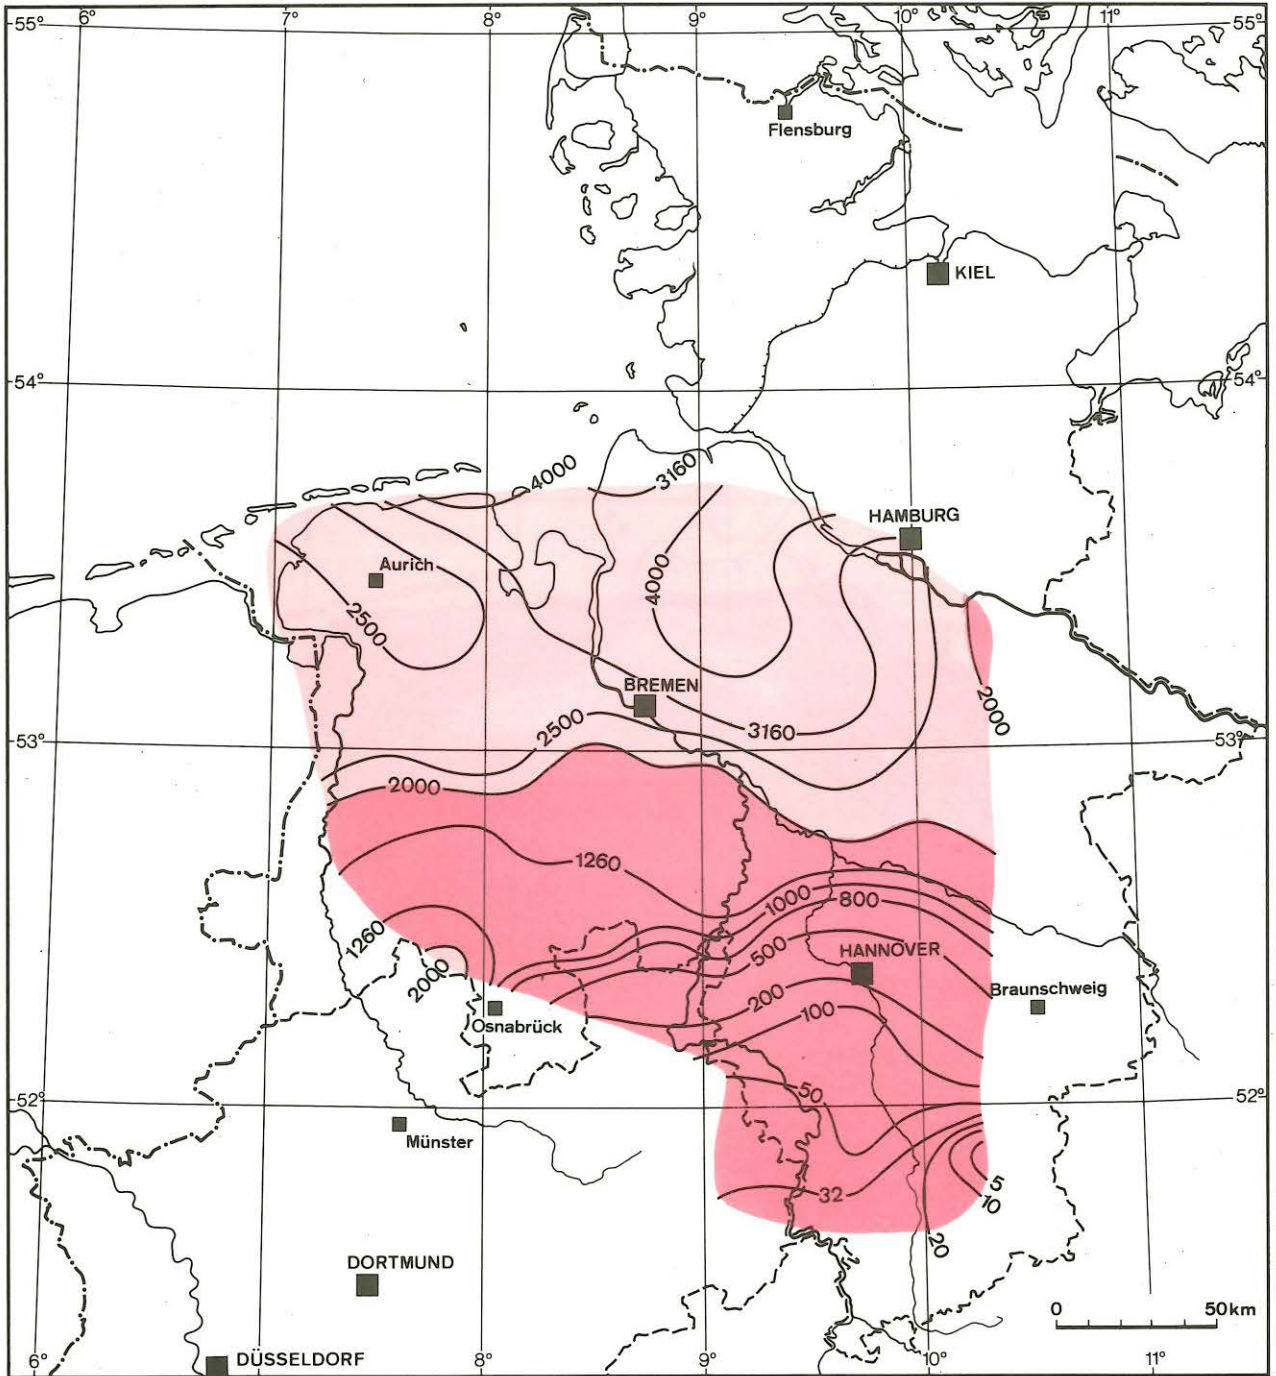 55° 6° 7° 8° 9° 10° 11° 55°
Flensburg
KIEL
54° 54°
4000 3160
HAMBURG
Aurich
4000
2500
BREMEN
2000
2500 3160
53° 53°
2000
1260
1000 800
1260 500 HANNOVER
2000 200 Braunschweig
100
Osnabrück
50
52° 52°
Münster
32 5
10
20
DORTMUND
0 50km
6° DÜSSELDORF 8° 9° 10° 11°